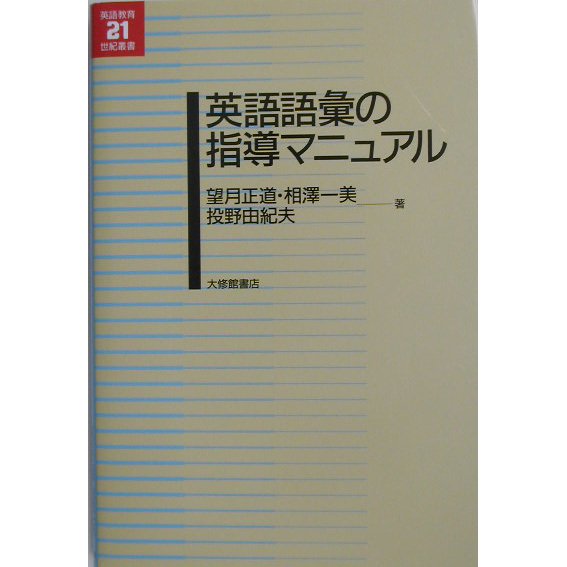 英語教育
21
世紀叢書
英語語彙の
指導マニュアル
望月正道・相澤一美
投野由紀夫
著
大修館書店